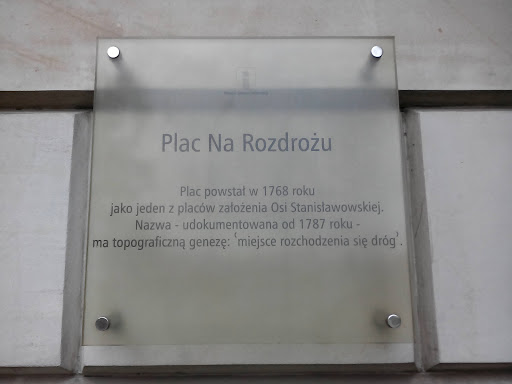 Plac Na Rozdrożu
Plac powstał w 1768 roku
jako jeden z placów założenia Osi Stanisławowskiej.
Nazwa - udokumentowana od 1787 roku -
ma topograficzną genezę: 'miejsce rozchodzenia się dróg'.